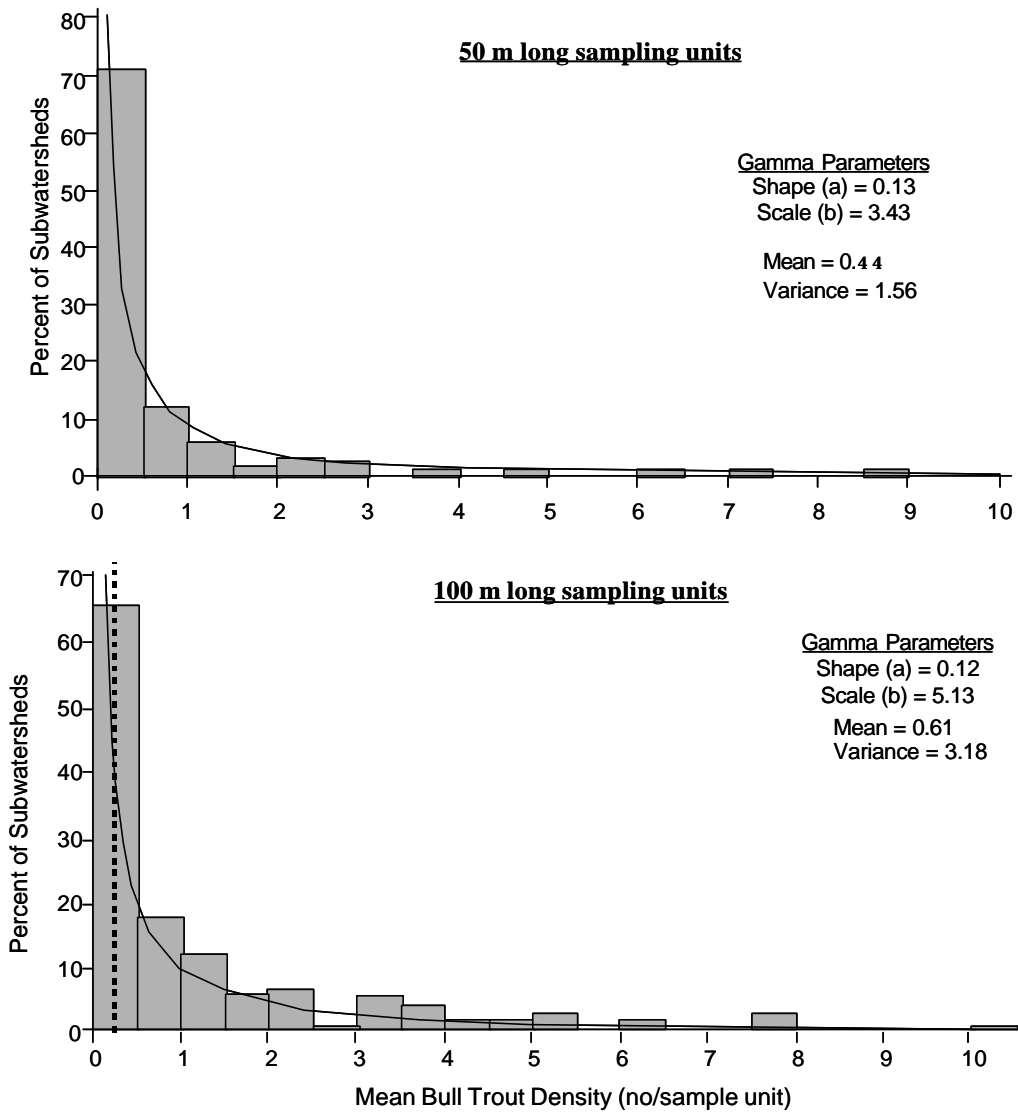 50 m long sampling units
80
70
60
50
40
30
20
10
0
Percent of Subwatersheds
Gamma Parameters
Shape (a) = 0.13
Scale (b) = 3.43
Mean = 0.44
Variance = 1.56
0 1 2 3 4 5 6 7 8 9 10
100 m long sampling units
70
60
50
40
30
20
10
0
Percent of Subwatersheds
Gamma Parameters
Shape (a) = 0.12
Scale (b) = 5.13
Mean = 0.61
Variance = 3.18
0 1 2 3 4 5 6 7 8 9 10
Mean Bull Trout Density (no/sample unit)